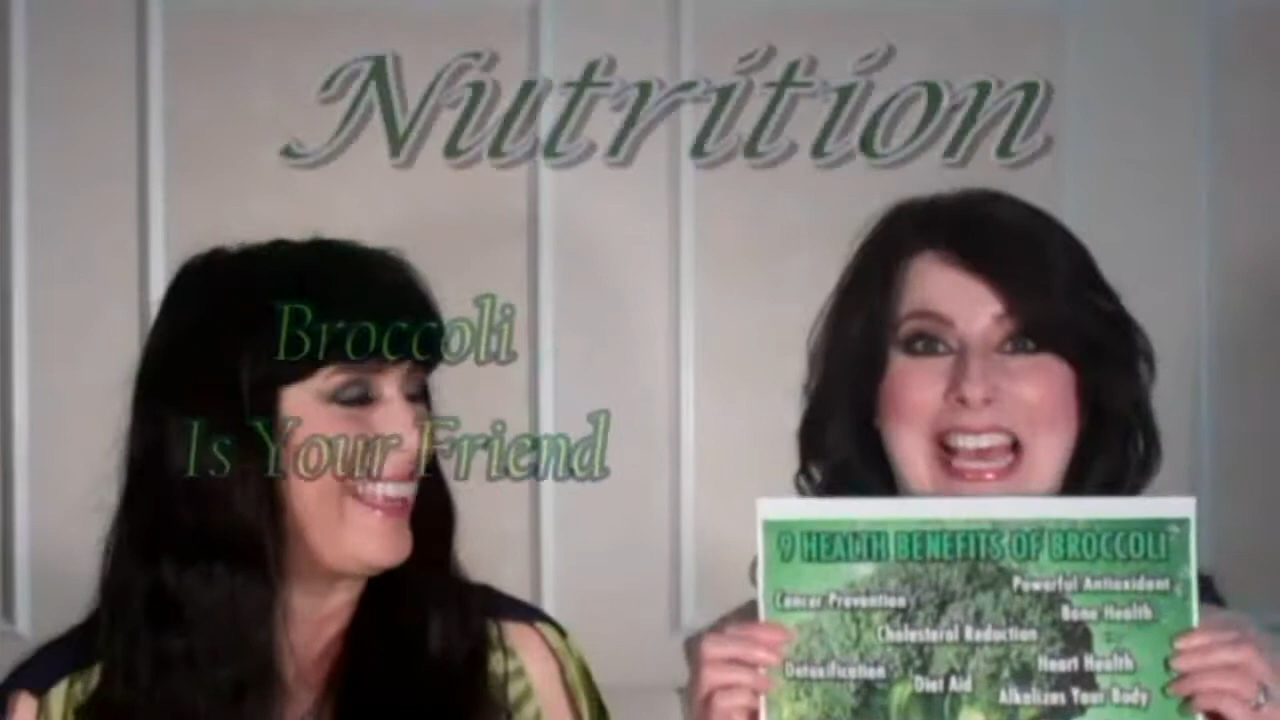 Nutrition
Broccoli
Is Your Friend
9 HEALTH BENEFITS OF BROCCOLI
Powerful Antioxidant
Cancer Prevention
Bone Health
Cholesterol Reduction
Heart Health
Detoxification
Diet Aid
Alkalizes Your Body